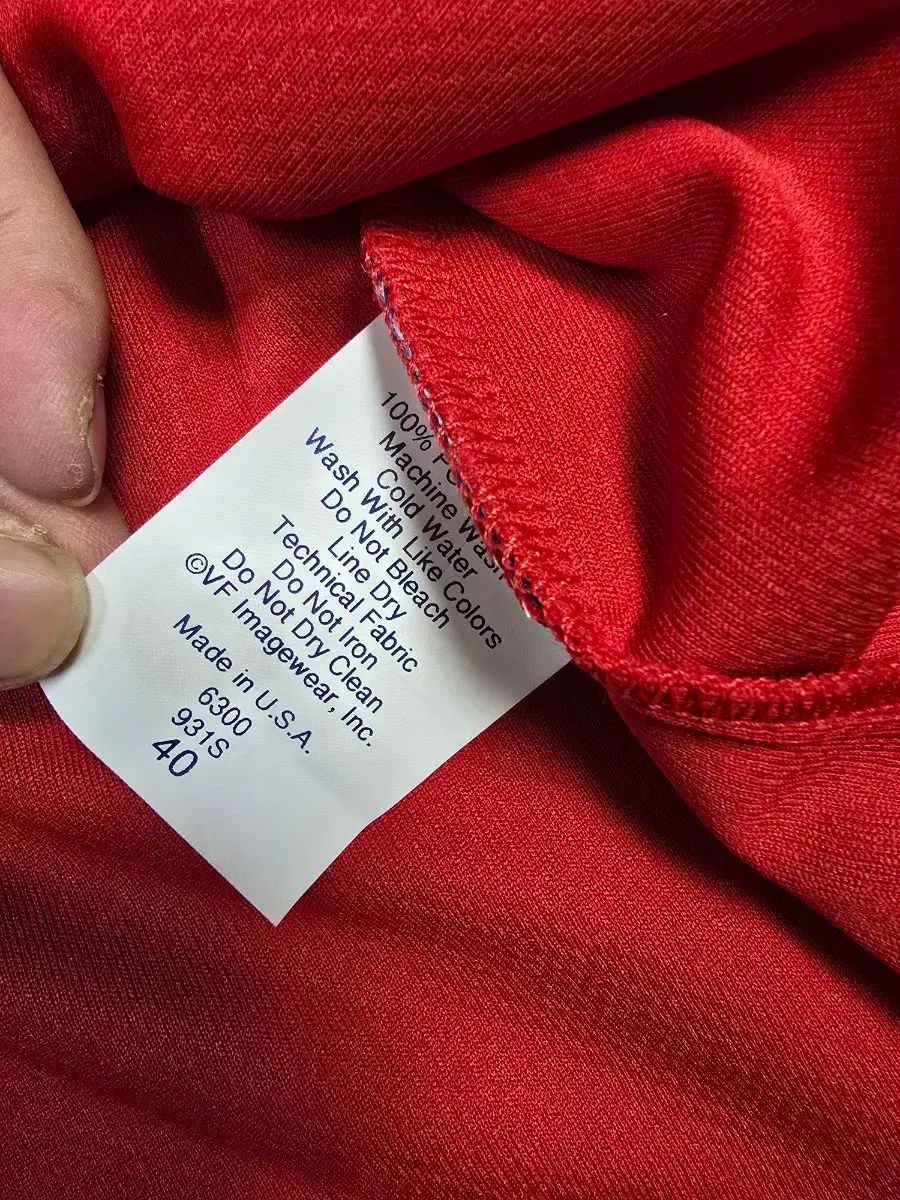 100%
Machine Wash
Cold Water
Wash With Like Colors
Do Not Bleach
Line Dry
Technical Fabric
Do Not Iron
Do Not Dry Clean
©VF Imagewear, Inc.
Made in U.S.A.
6300
931S
40